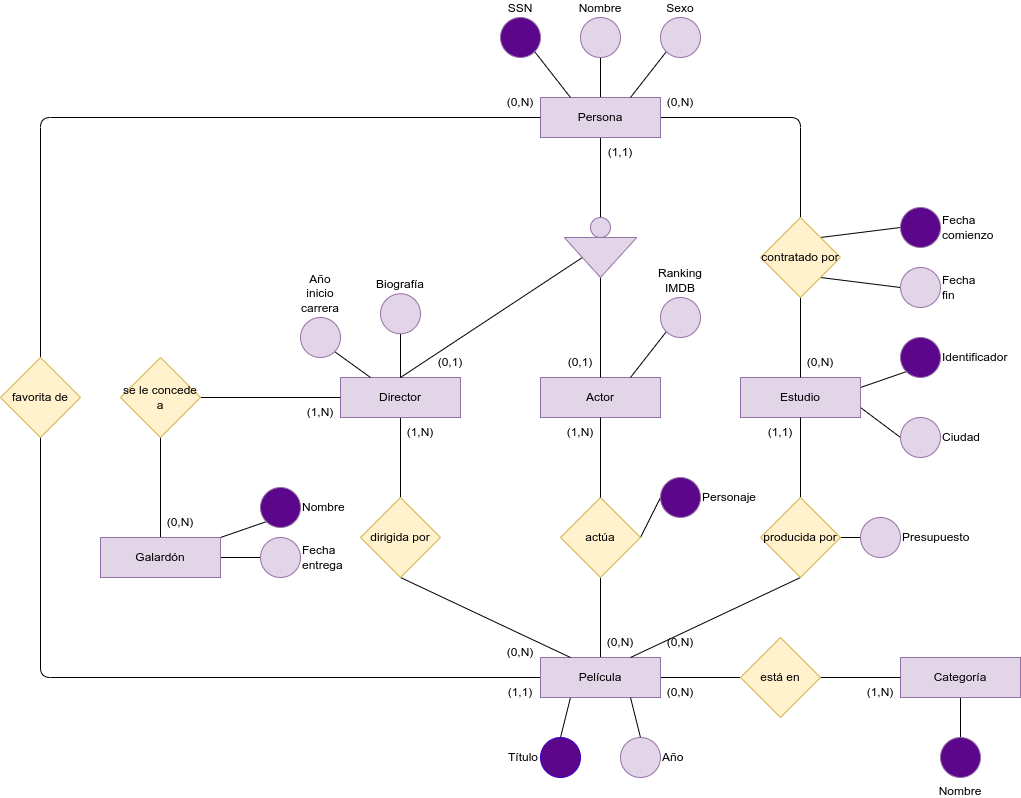 SSN
Nombre
Sexo
(0,N)
(0,N)
Persona
(1,1)
Fecha
comienzo
contratado por
Fecha
fin
Año
inicio
carrera
Biografía
Ranking
IMDB
(0,1)
(0,1)
(0,N)
Identificador
favorita de
se le concede
a
(1,N)
Director
Actor
Estudio
(1,N)
(1,N)
(1,1)
Ciudad
Personaje
Nombre
(0,N)
dirigida por
actúa
producida por
Presupuesto
Galardón
Fecha
entrega
(0,N)
(0,N)
(0,N)
Película
está en
Categoría
(1,1)
(0,N)
(1,N)
Título
Año
Nombre